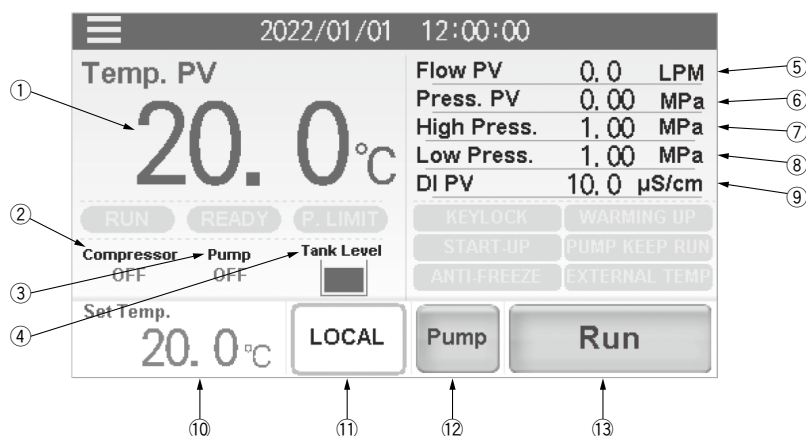 2022/01/01 12:00:00
Temp. PV
① 20.0℃
Flow PV 0.0 LPM ⑤
Press. PV 0.00 MPa ⑥
High Press. 1.00 MPa ⑦
Low Press. 1.00 MPa ⑧
DI PV 10.0 µS/cm ⑨
RUN READY P. LIMIT
KEYLOCK WARMING UP
START-UP PUMP KEEP RUN
ANTI-FREEZE EXTERNAL TEMP
② Compressor
OFF
③ Pump
OFF
④ Tank Level
Set Temp.
20.0℃
LOCAL
Pump
Run
⑩ ⑪ ⑫ ⑬